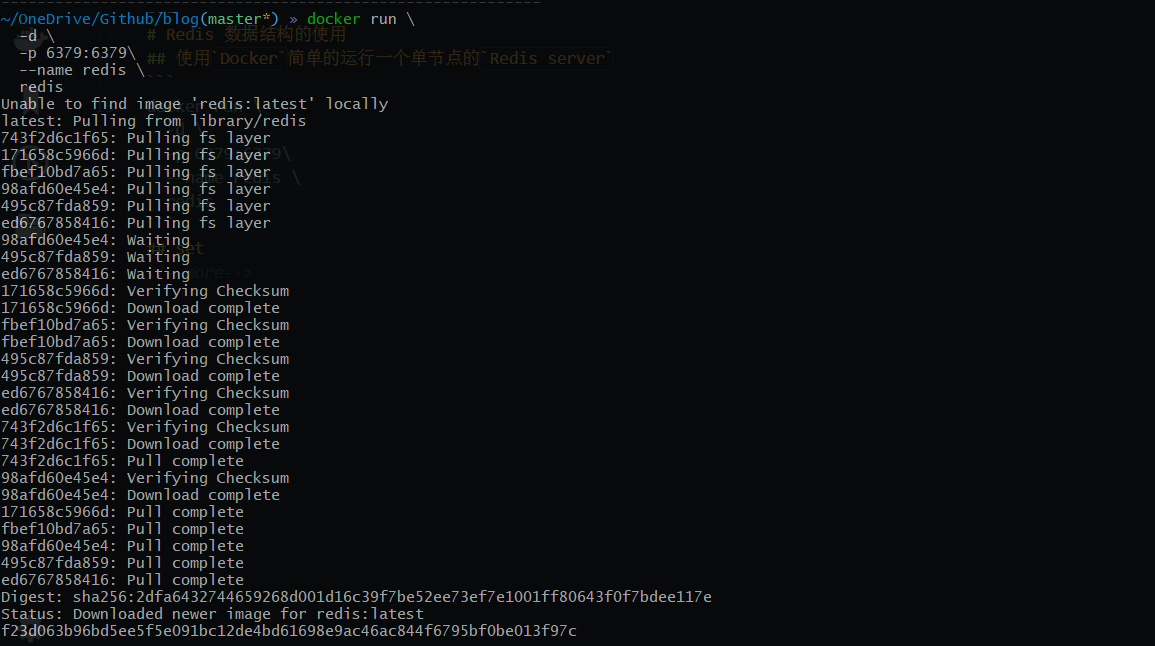 ~/OneDrive/Github/blog(master*) » docker run \
-d \
# Redis 数据结构的使用
-p 6379:6379\
## 使用`Docker`简单的运行一个单节点的`Redis server`
--name redis \
```
redis
Unable to find image 'redis:latest' locally
latest: Pulling from library/redis
743f2d6c1f65: Pulling fs layer
171658c5966d: Pulling fs layer
fbef10bd7a65: Pulling fs layer
98afd60e45e4: Pulling fs layer
495c87fda859: Pulling fs layer
ed6767858416: Pulling fs layer
98afd60e45e4: Waiting
495c87fda859: Waiting
ed6767858416: Waiting
171658c5966d: Verifying Checksum
171658c5966d: Download complete
fbef10bd7a65: Verifying Checksum
fbef10bd7a65: Download complete
495c87fda859: Verifying Checksum
495c87fda859: Download complete
ed6767858416: Verifying Checksum
ed6767858416: Download complete
743f2d6c1f65: Verifying Checksum
743f2d6c1f65: Download complete
743f2d6c1f65: Pull complete
98afd60e45e4: Verifying Checksum
98afd60e45e4: Download complete
171658c5966d: Pull complete
fbef10bd7a65: Pull complete
98afd60e45e4: Pull complete
495c87fda859: Pull complete
ed6767858416: Pull complete
Digest: sha256:2dfa6432744659268d001d16c39f7be52ee73ef7e1001ff80643f0f7bdee117e
Status: Downloaded newer image for redis:latest
f23d063b96bd5ee5f5e091bc12de4bd61698e9ac46ac844f6795bf0be013f97c